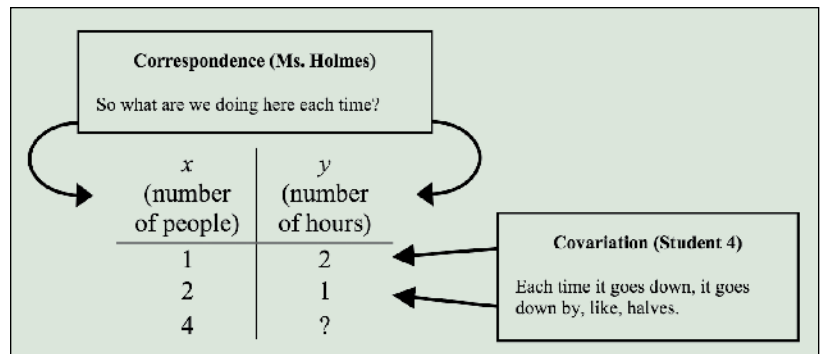 Correspondence (Ms. Holmes)
So what are we doing here each time?
x y
(number (number
of people) of hours)
1 2
2 1
4 ?
Covariation (Student 4)
Each time it goes down, it goes
down by, like, halves.